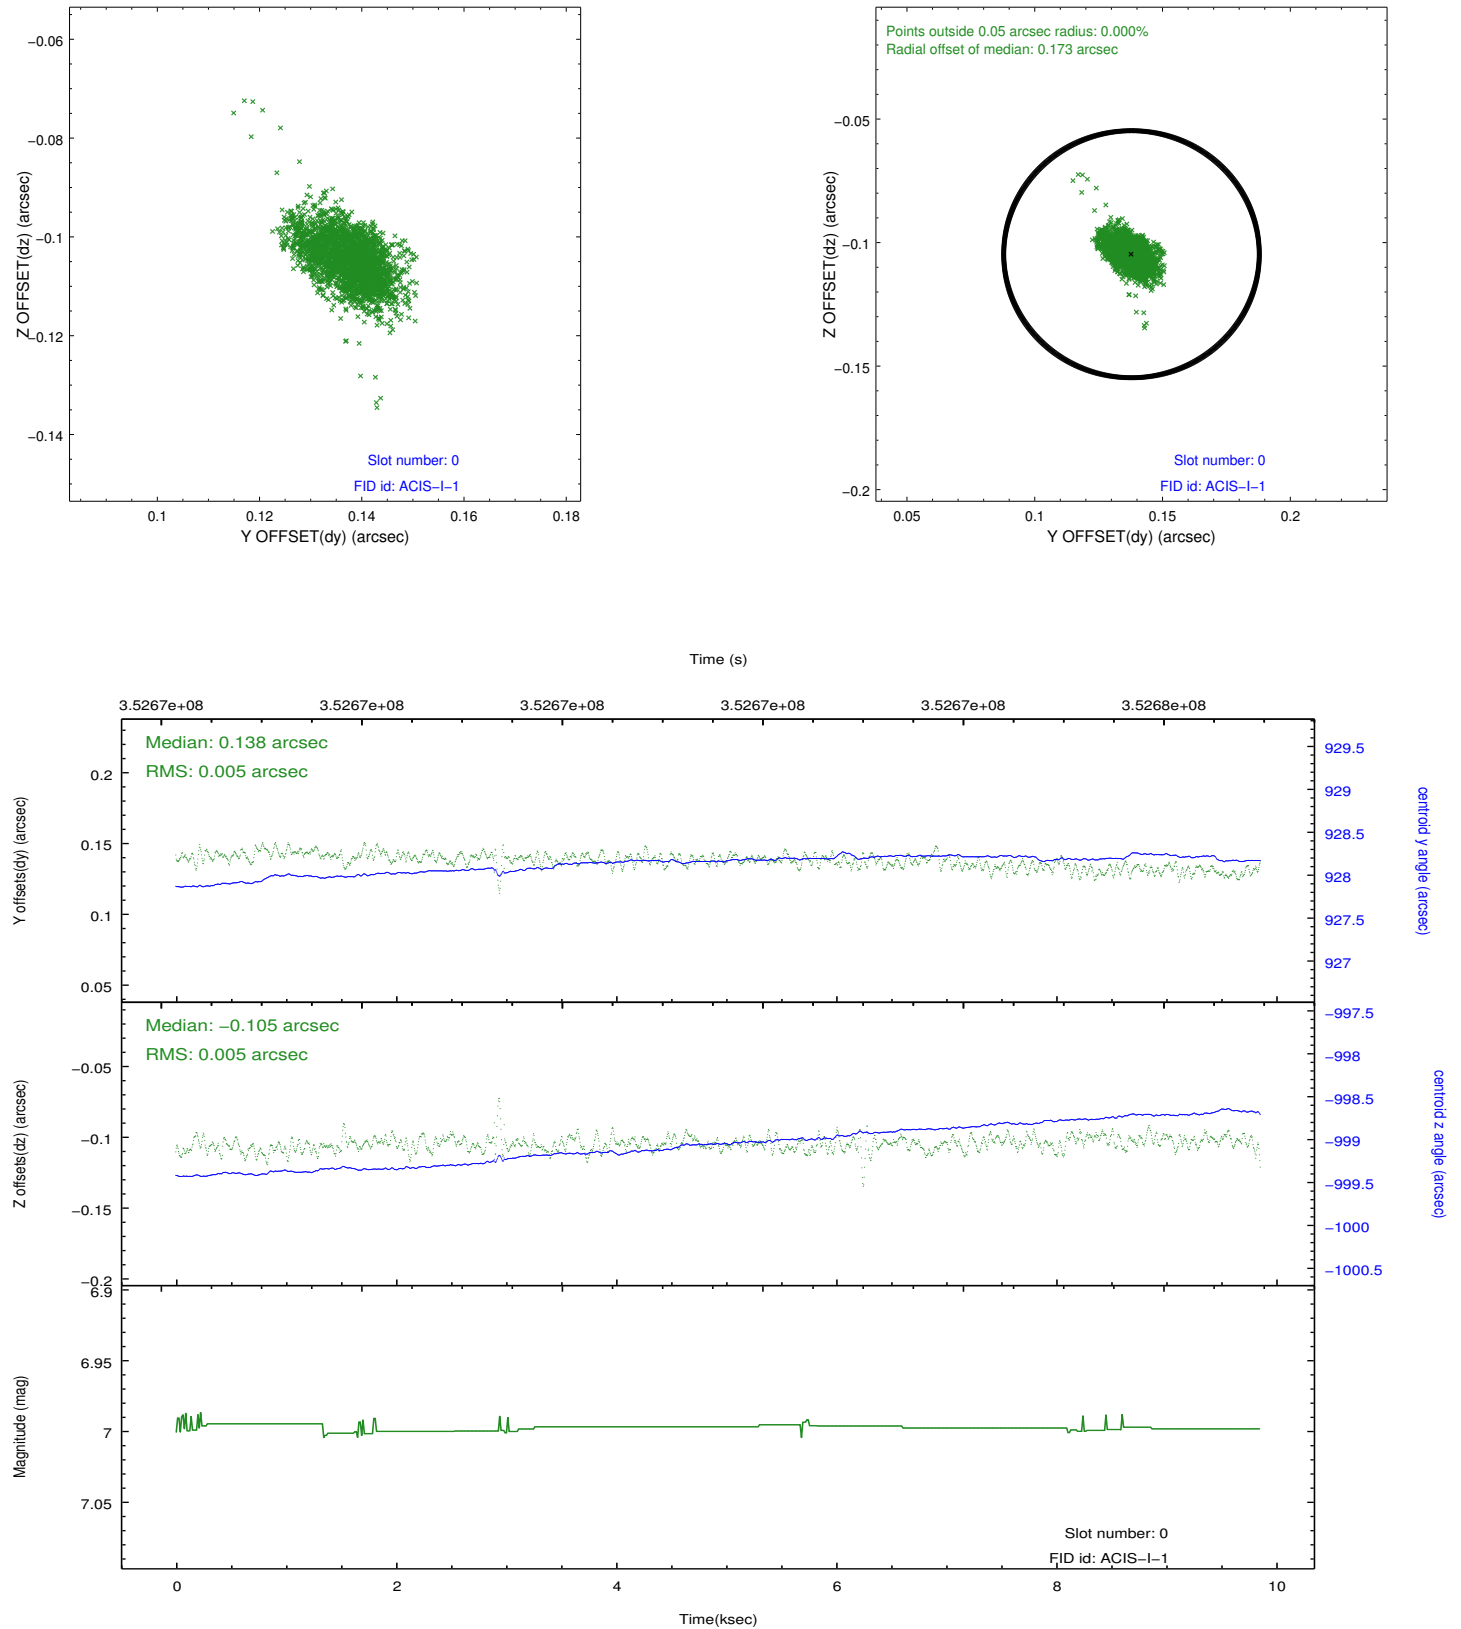 −0.06
−0.08
−0.1
−0.12
−0.14
Z OFFSET(dz) (arcsec)
Slot number: 0
FID id: ACIS−I−1
0.1 0.12 0.14 0.16 0.18
Y OFFSET(dy) (arcsec)
Points outside 0.05 arcsec radius: 0.000%
Radial offset of median: 0.173 arcsec
−0.05
−0.1
−0.15
−0.2
Z OFFSET(dz) (arcsec)
Slot number: 0
FID id: ACIS−I−1
0.05 0.1 0.15 0.2
Y OFFSET(dy) (arcsec)
Time (s)
3.5267e+08 3.5267e+08 3.5267e+08 3.5267e+08 3.5267e+08 3.5268e+08
Median: 0.138 arcsec
RMS: 0.005 arcsec
0.2
0.15
0.1
0.05
Y offsets(dy) (arcsec)
929.5
929
928.5
928
927.5
927
centroid y angle (arcsec)
Median: −0.105 arcsec
RMS: 0.005 arcsec
−0.05
−0.1
−0.15
−0.2
Z offsets(dz) (arcsec)
−997.5
−998
−998.5
−999
−999.5
−1000
−1000.5
centroid z angle (arcsec)
6.9
6.95
7
7.05
Magnitude (mag)
Slot number: 0
FID id: ACIS−I−1
0 2 4 6 8 10
Time(ksec)